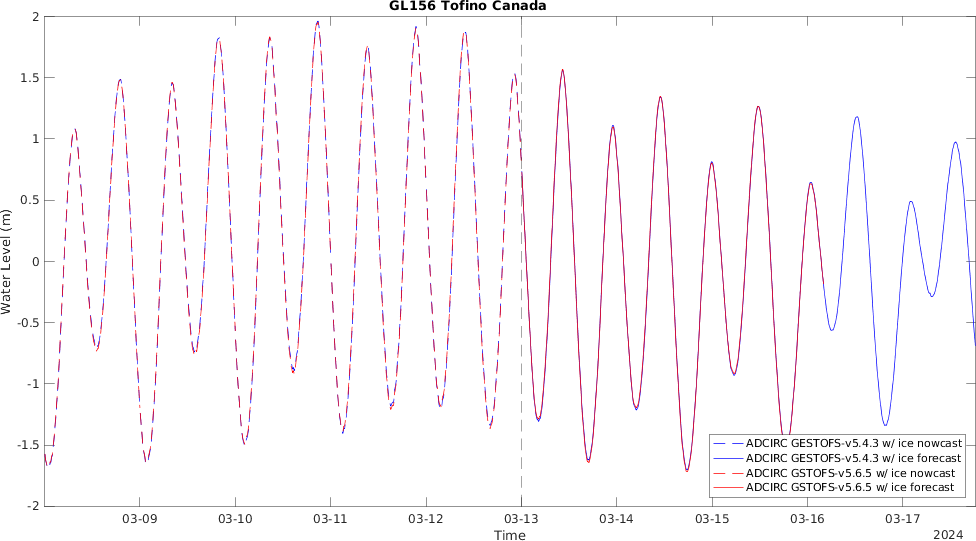 GL156 Tofino Canada
2
1.5
1
0.5
0
-0.5
-1
-1.5
-2
Water Level (m)
03-09 03-10 03-11 03-12 03-13 03-14 03-15 03-16 03-17
Time
2024
ADCIRC GESTOFS-v5.4.3 w/ ice nowcast
ADCIRC GESTOFS-v5.4.3 w/ ice forecast
ADCIRC GSTOFS-v5.6.5 w/ ice nowcast
ADCIRC GSTOFS-v5.6.5 w/ ice forecast